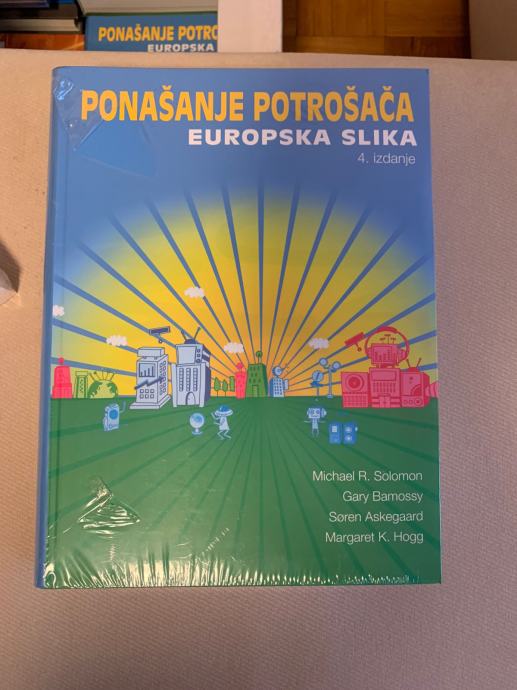 PONAŠANJE POTRO
EUROPSKA
PONAŠANJE POTROŠAČA
EUROPSKA SLIKA
4. izdanje
Michael R. Solomon
Gary Bamossy
Søren Askegaard
Margaret K. Hogg